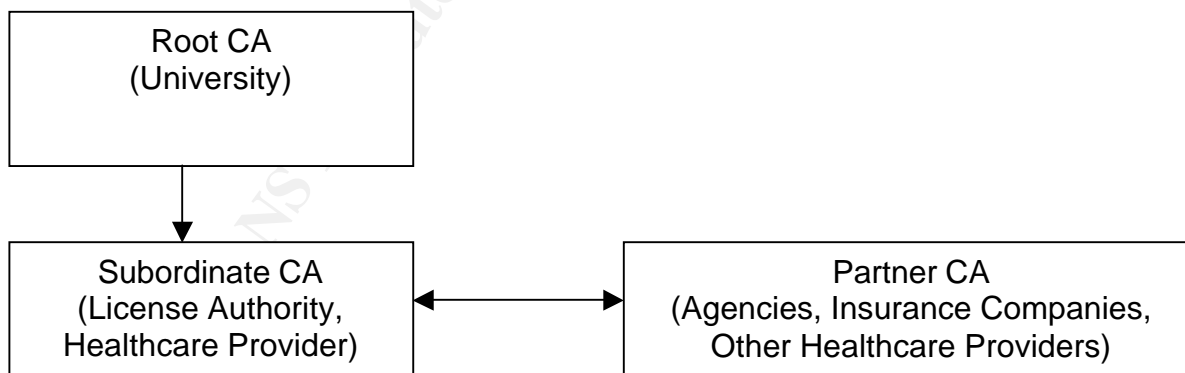 Root CA
(University)
Subordinate CA
(License Authority,
Healthcare Provider)
Partner CA
(Agencies, Insurance Companies,
Other Healthcare Providers)